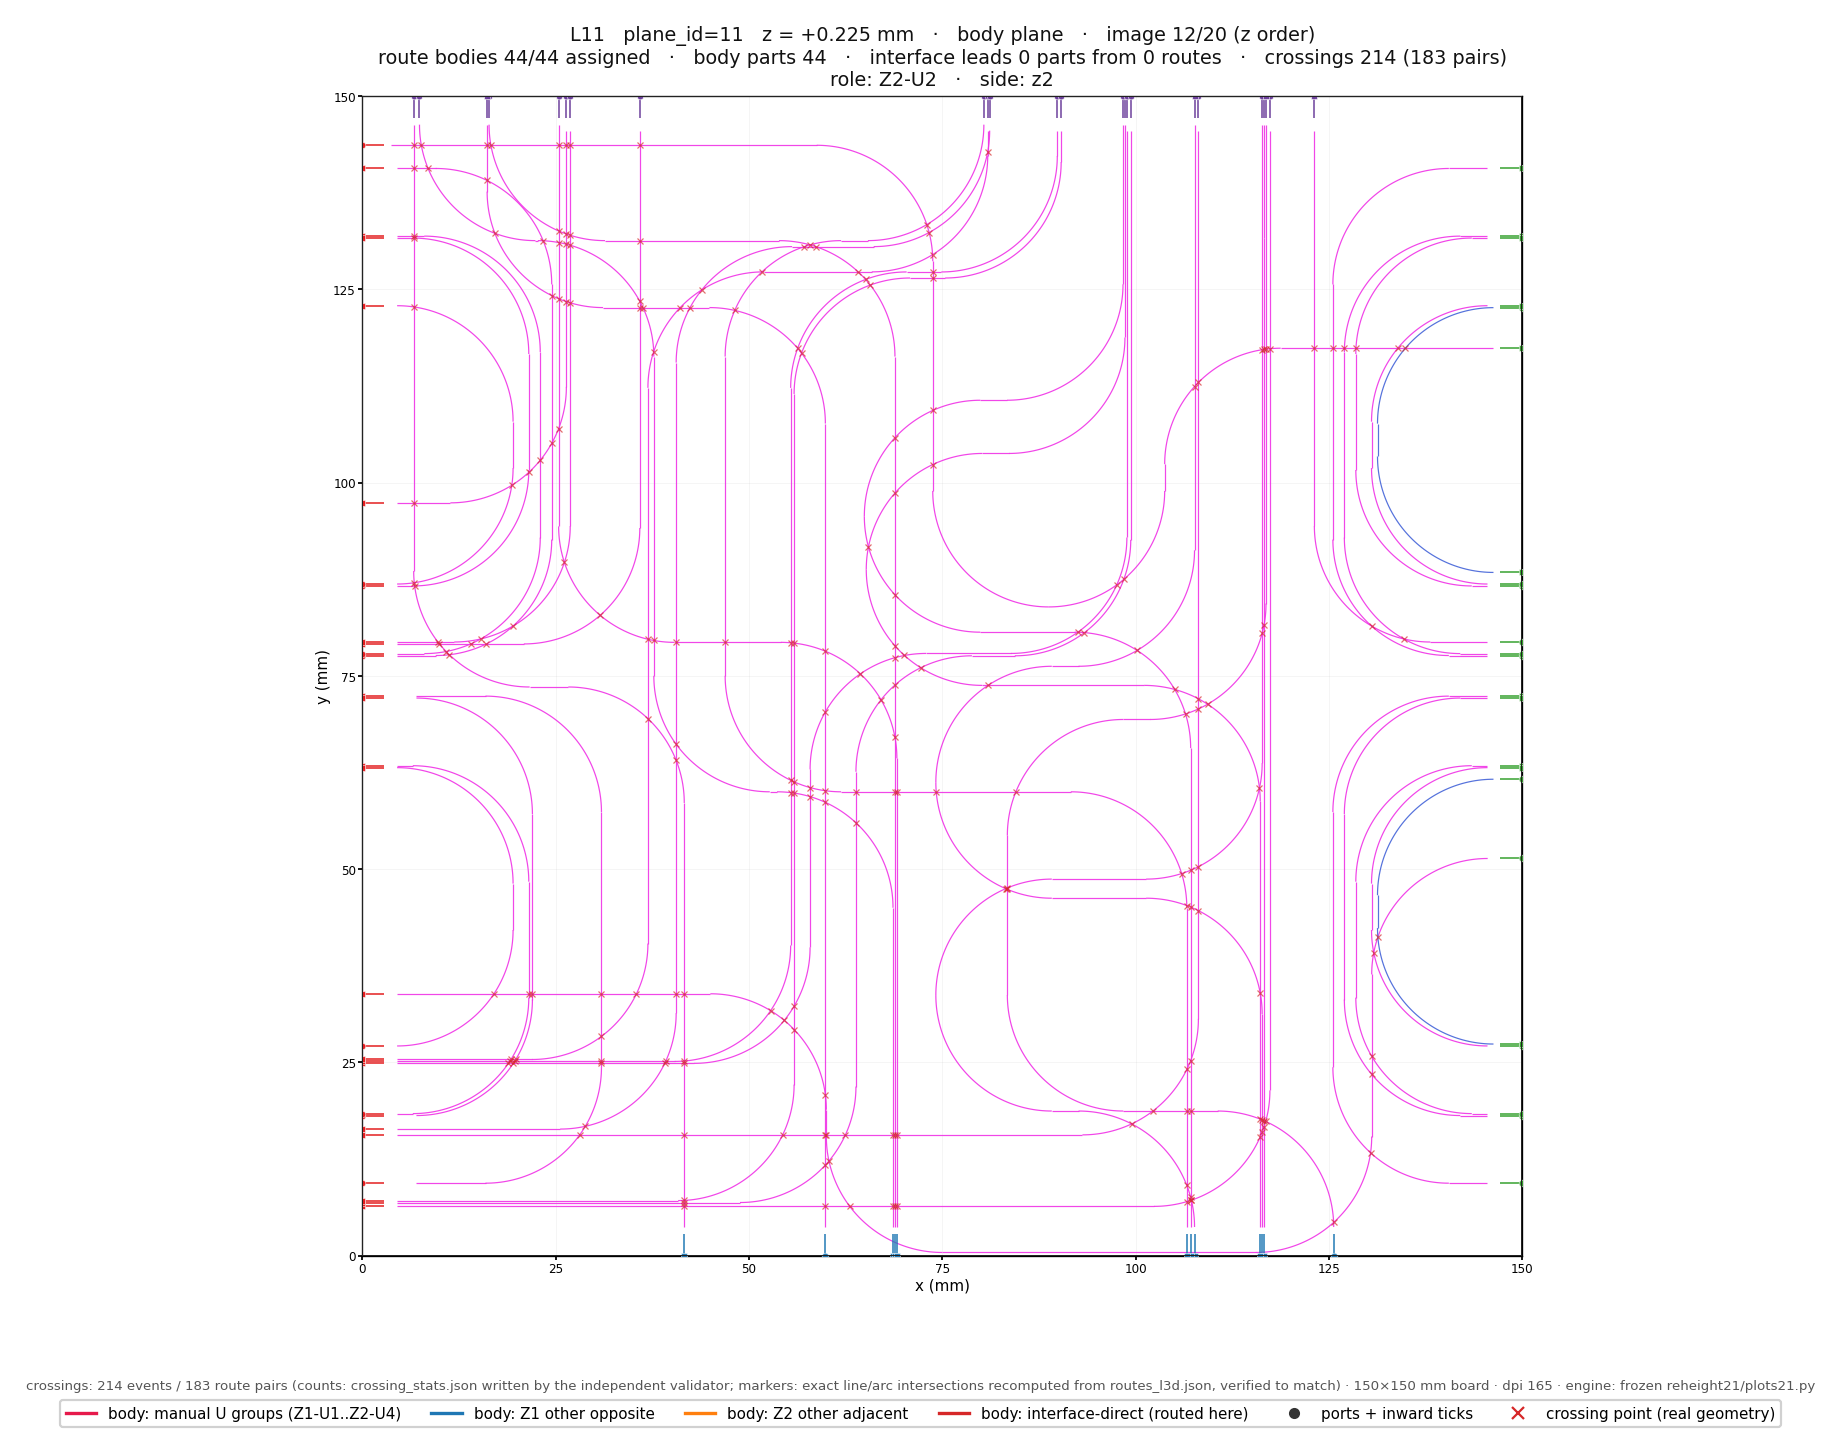 L11   plane_id=11   z = +0.225 mm   ·   body plane   ·   image 12/20 (z order)
route bodies 44/44 assigned   ·   body parts 44   ·   interface leads 0 parts from 0 routes   ·   crossings 214 (183 pairs)
role: Z2-U2   ·   side: z2
150
125
100
75
50
25
0
y (mm)
0 25 50 75 100 125 150
x (mm)
crossings: 214 events / 183 route pairs (counts: crossing_stats.json written by the independent validator; markers: exact line/arc intersections recomputed from routes_l3d.json, verified to match) · 150×150 mm board · dpi 165 · engine: frozen reheight21/plots21.py
body: manual U groups (Z1-U1..Z2-U4) body: Z1 other opposite body: Z2 other adjacent body: interface-direct (routed here) ports + inward ticks crossing point (real geometry)